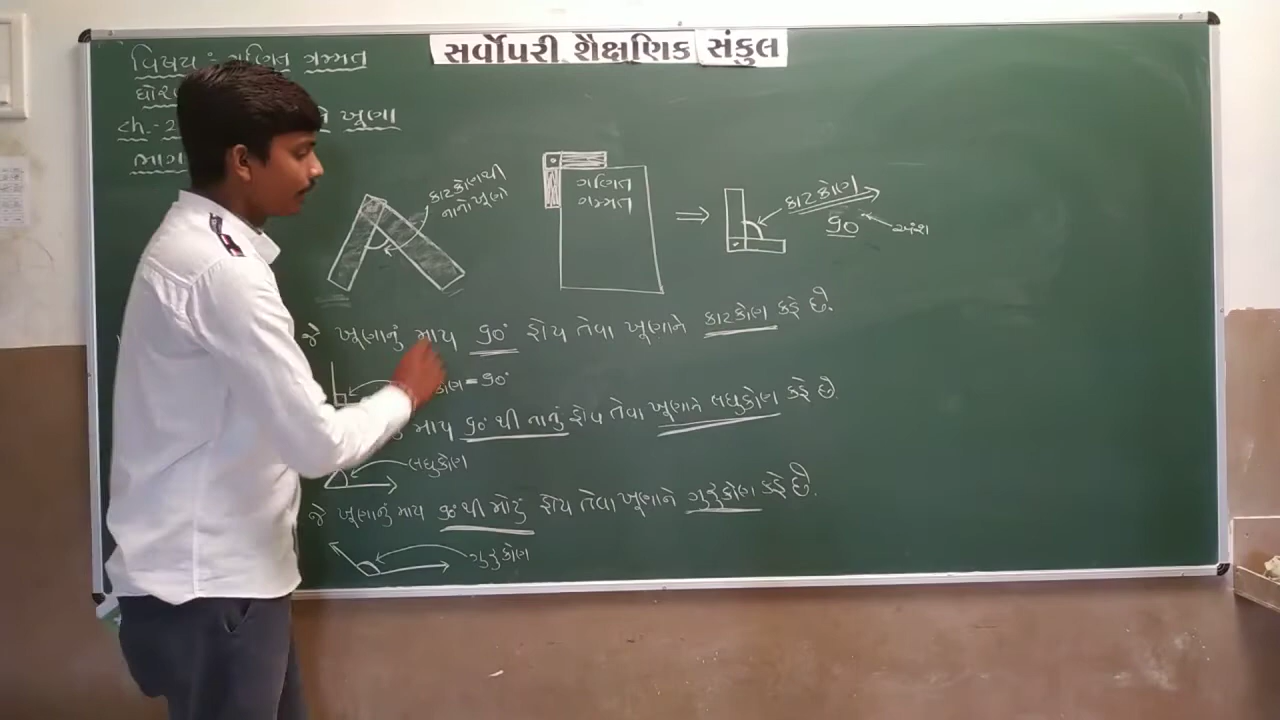 સર્વોપરી શૈક્ષણિક સંકુલ
વિષય : ગણિત ગમ્મત
ch.-2 ખૂણા
ભાગ
કાટકોણથી
નાનો ખૂણો
ગણિત
ગમ્મત
⇒
કાટકોણ
90
અંશ
જે ખૂણાનું માપ 90° હોય તેવા ખૂણાને કાટકોણ કહે છે.
કોણ = 90°
માપ 90° થી નાનું હોય તેવા ખૂણાને લઘુકોણ કહે છે.
લઘુકોણ
જે ખૂણાનું માપ 90° થી મોટું હોય તેવા ખૂણાને ગુરુકોણ કહે છે.
ગુરુકોણ